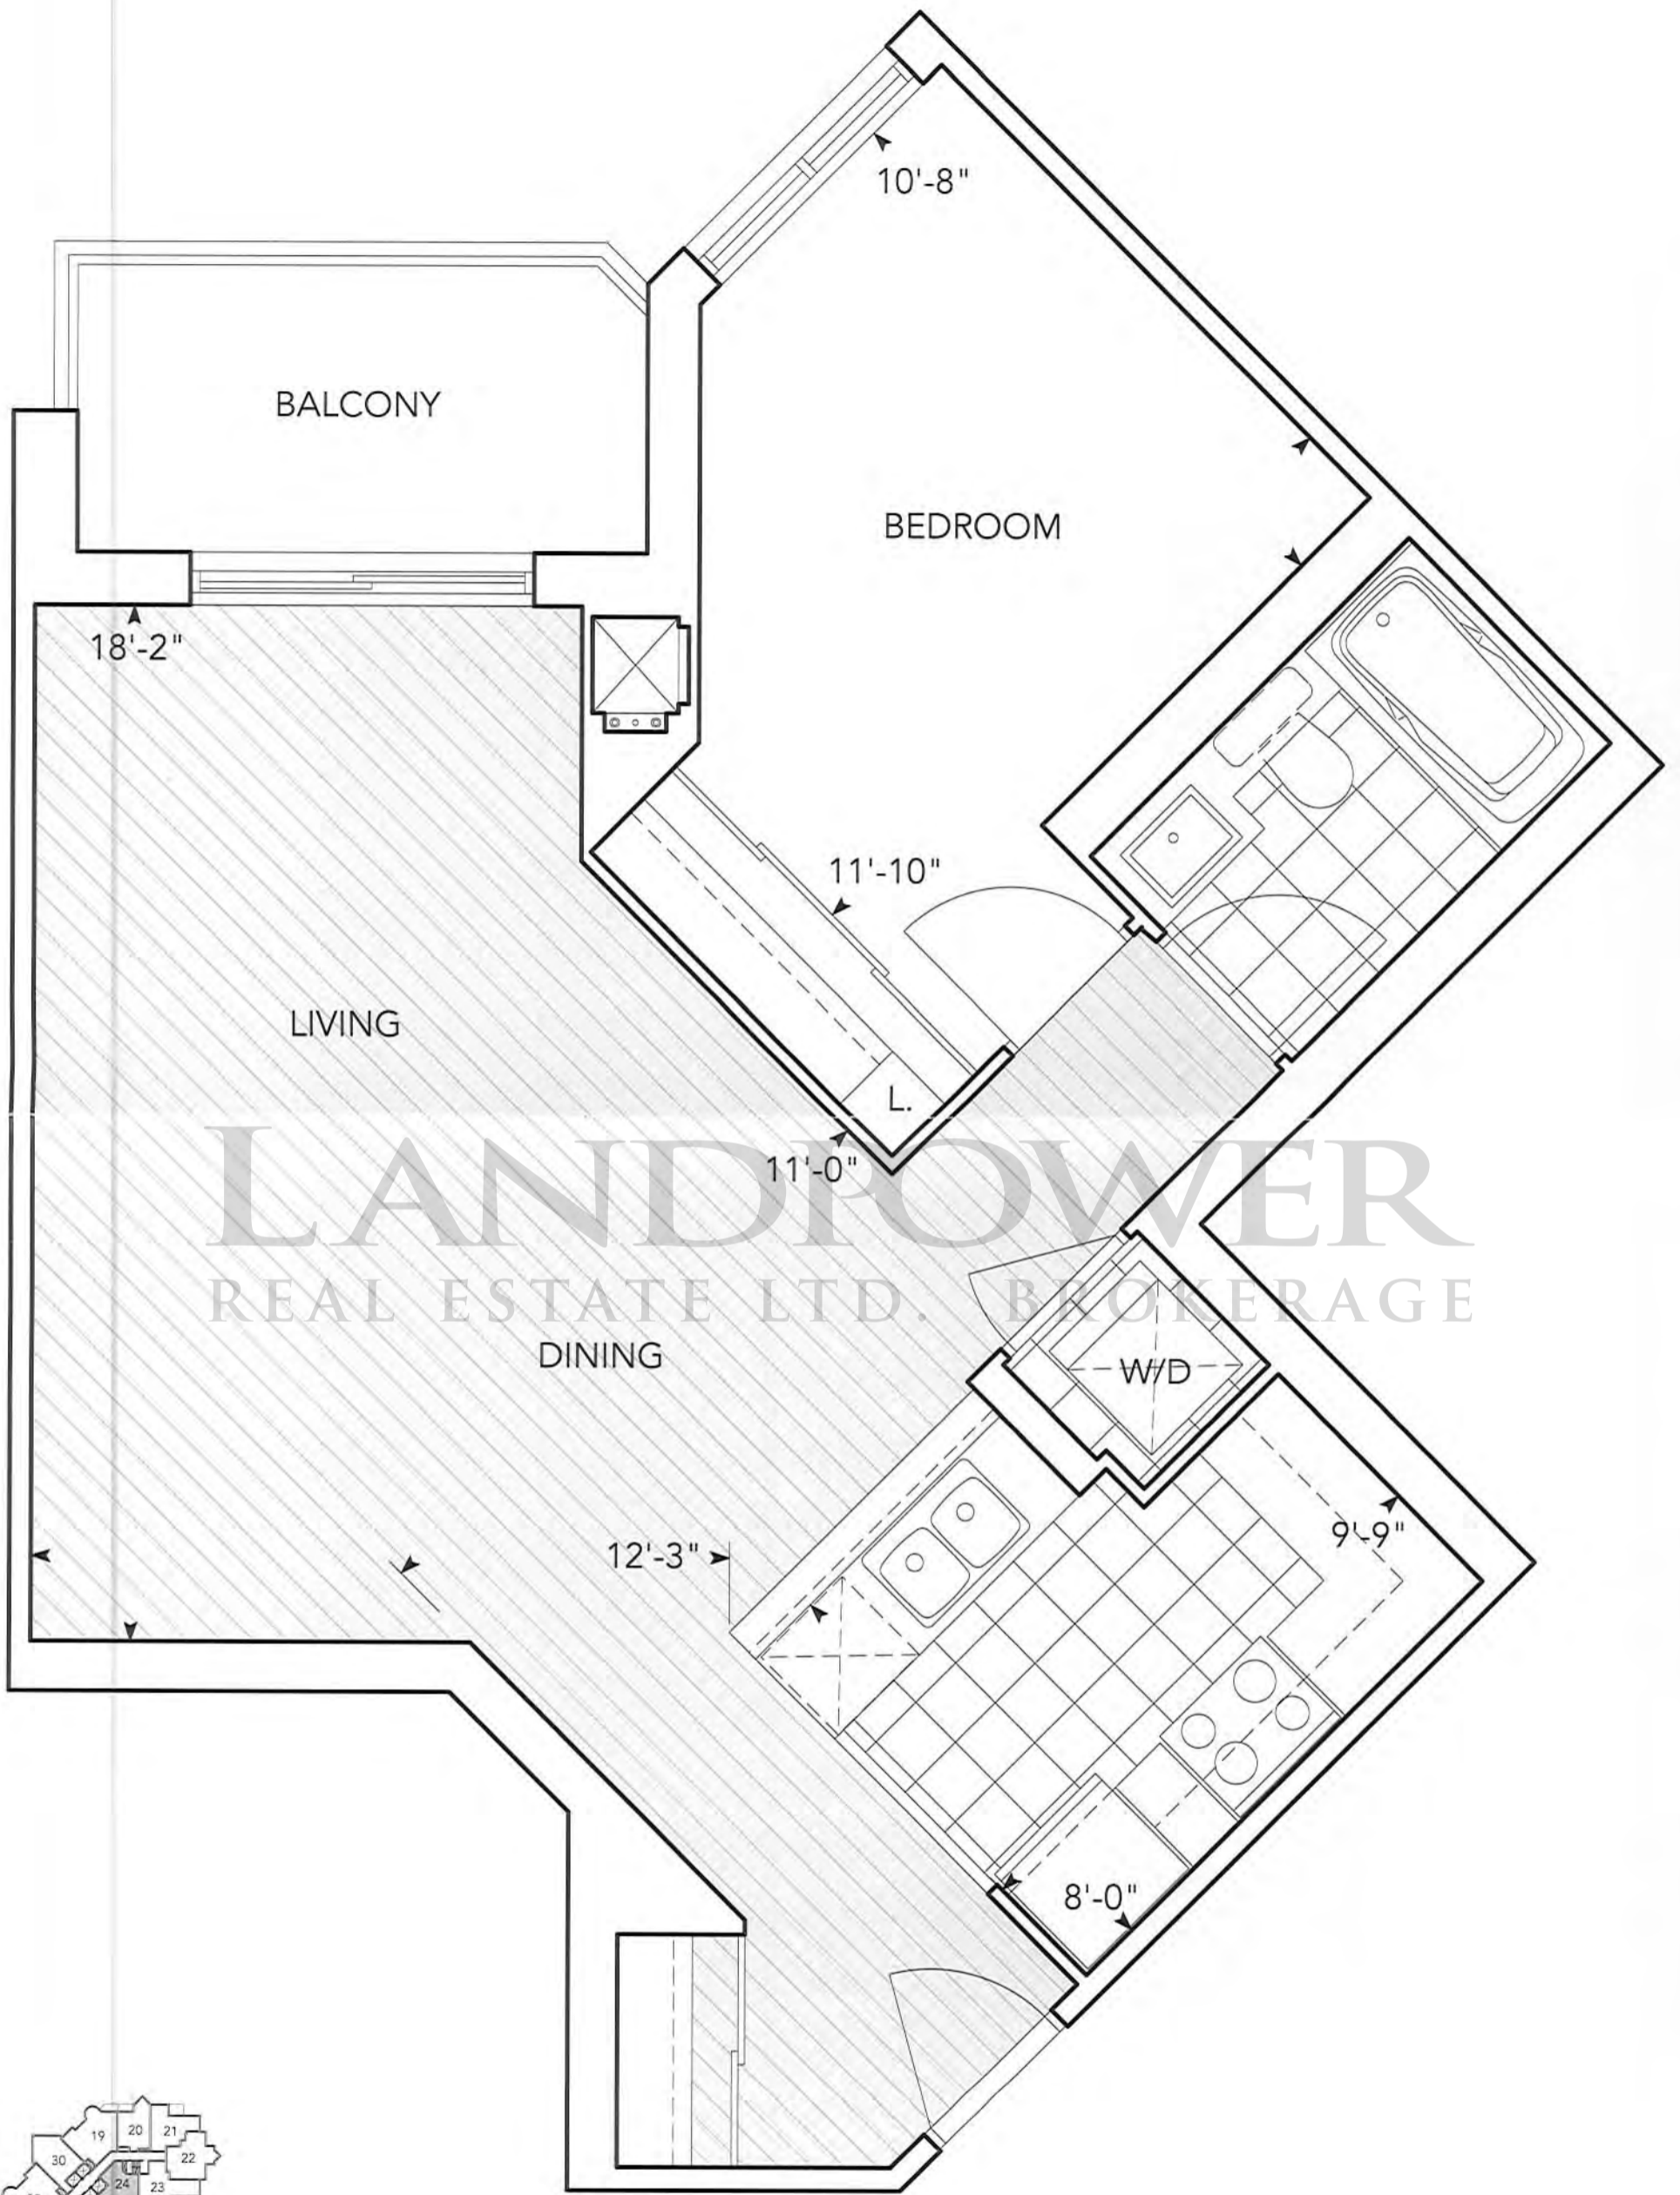 10'-8"
BALCONY
BEDROOM
18'-2"
11'-10"
LIVING
L.
11'-0"
LANDPOWER
REAL ESTATE LTD. BROKERAGE
DINING
W/D
12'-3"
9'-9"
8'-0"
19
20
21
22
30
24
23